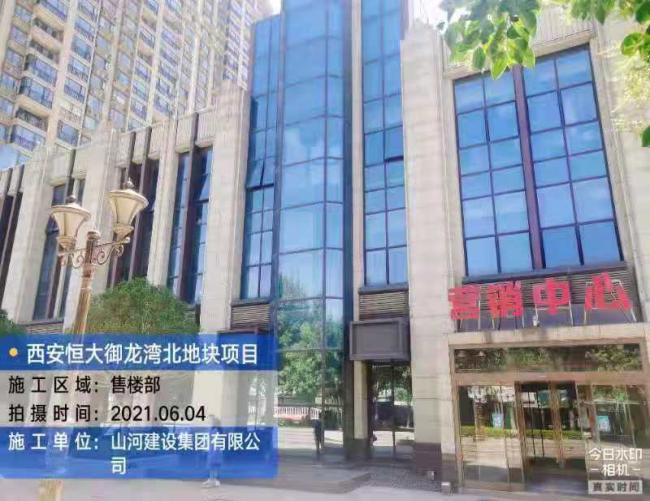 营销中心
西安恒大御龙湾北地块项目
施工区域：售楼部
拍摄时间：2021.06.04
施工单位：山河建设集团有限公
司
今日水印
相机
真实时间